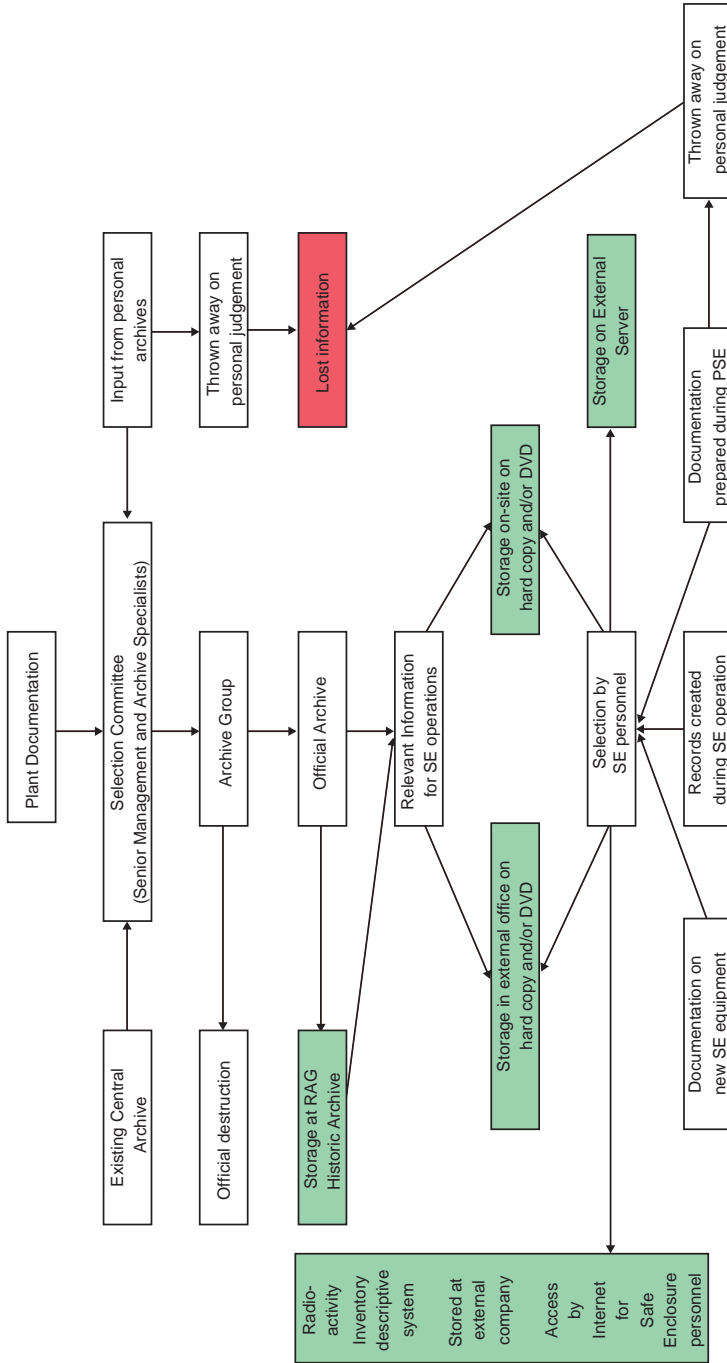 Plant Documentation
Existing Central
Archive
Selection Committee
(Senior Management and Archive Specialists)
Input from personal
archives
Official destruction
Archive Group
Thrown away on
personal judgement
Storage at RAG
Historic Archive
Official Archive
Lost information
Relevant Information
for SE operations
Storage in external office on
hard copy and/or DVD
Storage on-site on
hard copy and/or DVD
Selection by
SE personnel
Storage on External
Server
Radio-
activity
Inventory
descriptive
system
Stored at
external
company
Access
by
Internet
for
Safe
Enclosure
personnel
Documentation on
new SE equipment
Records created
during SE operation
Documentation
prepared during PSE
Thrown away on
personal judgement